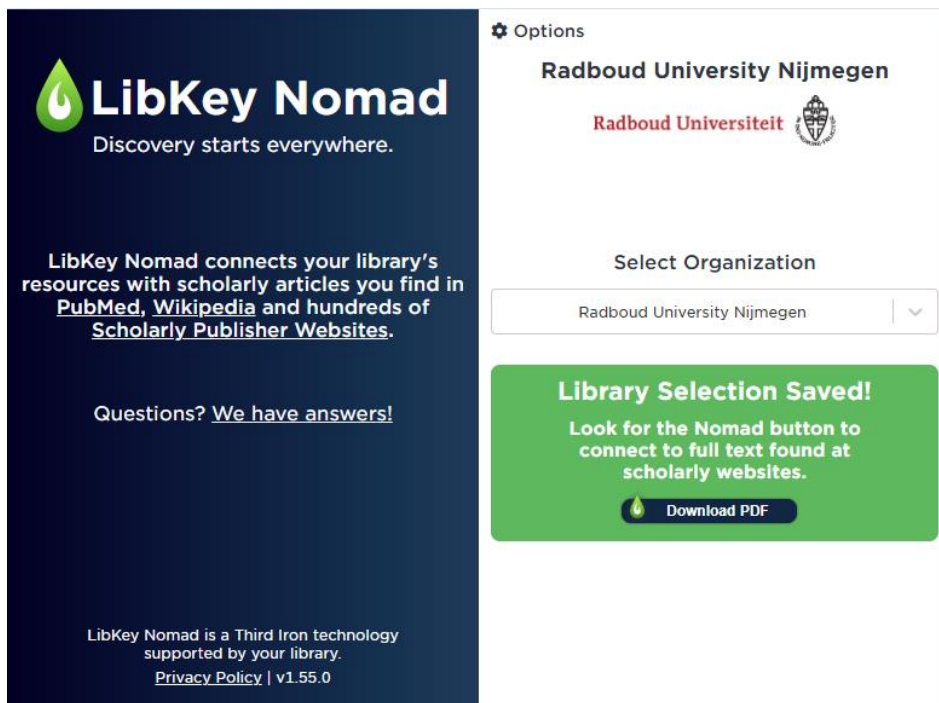 LibKey Nomad
Discovery starts everywhere.
LibKey Nomad connects your library's
resources with scholarly articles you find in
PubMed, Wikipedia and hundreds of
Scholarly Publisher Websites.
Questions? We have answers!
LibKey Nomad is a Third Iron technology
supported by your library.
Privacy Policy | v1.55.0
Options
Radboud University Nijmegen
Radboud Universiteit
Select Organization
Radboud University Nijmegen
Library Selection Saved!
Look for the Nomad button to
connect to full text found at
scholarly websites.
Download PDF